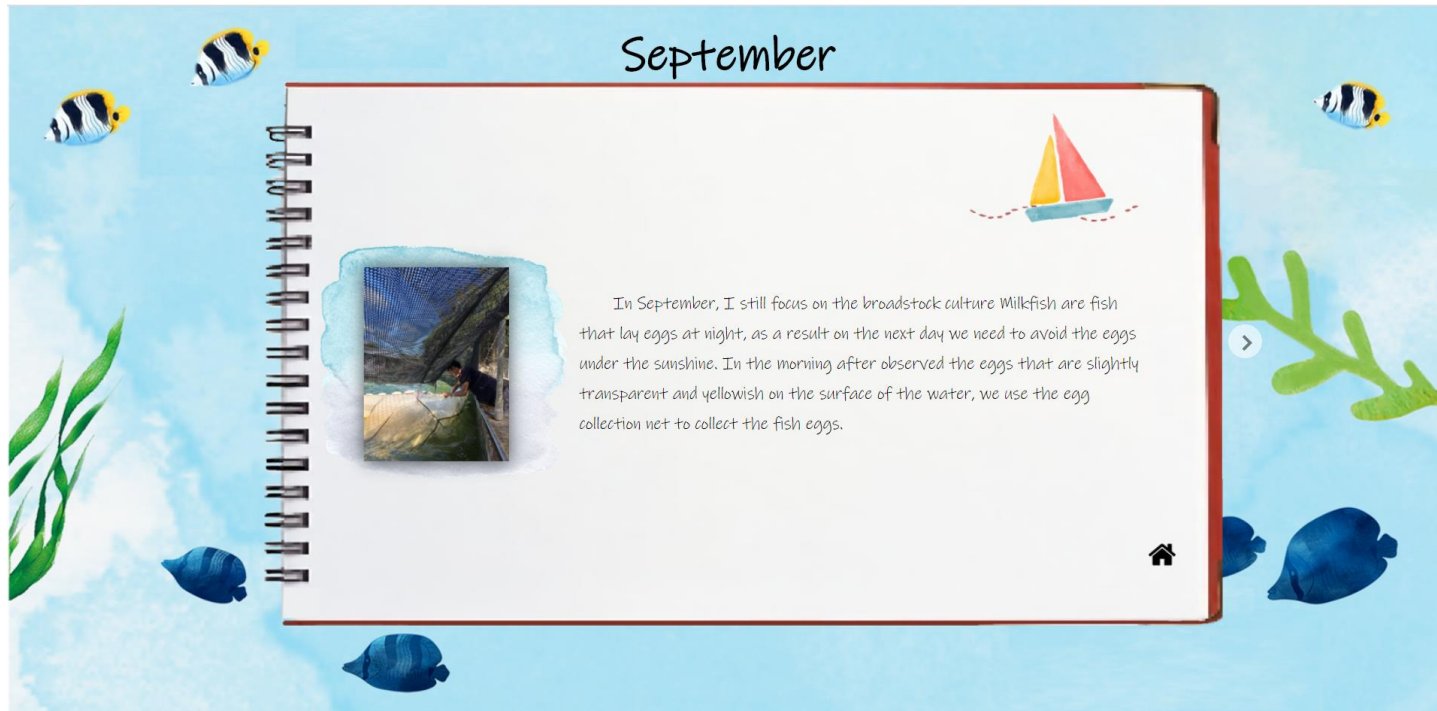 September
In September, I still focus on the broadstock culture Milkfish are fish
that lay eggs at night, as a result on the next day we need to avoid the eggs
under the sunshine. In the morning after observed the eggs that are slightly
transparent and yellowish on the surface of the water, we use the egg
collection net to collect the fish eggs.